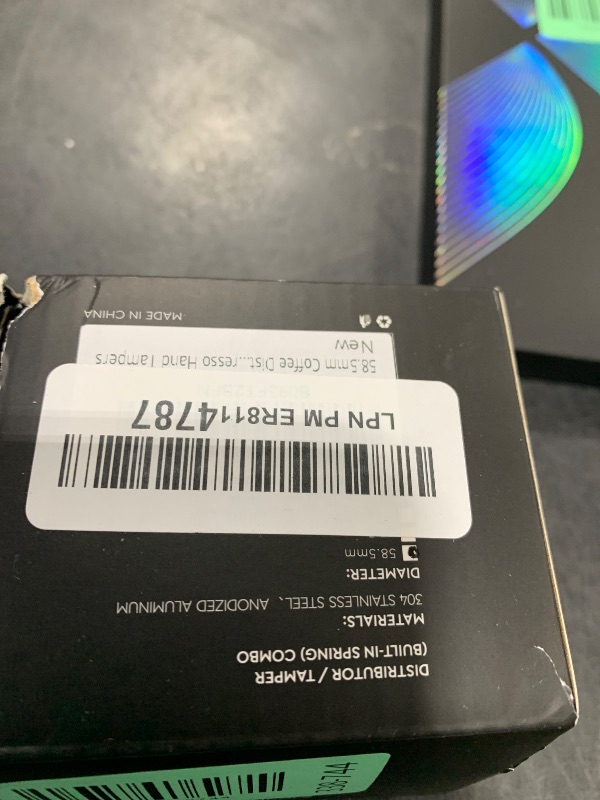 DISTRIBUTOR / TAMPER
(BUILT-IN SPRING) COMBO
MATERIALS:
304 STAINLESS STEEL、ANODIZED ALUMINUM
DIAMETER:
58.5mm
LPN PM ER8114787
58.5mm Coffee Dist...resso Hand Tampers
New
MADE IN CHINA